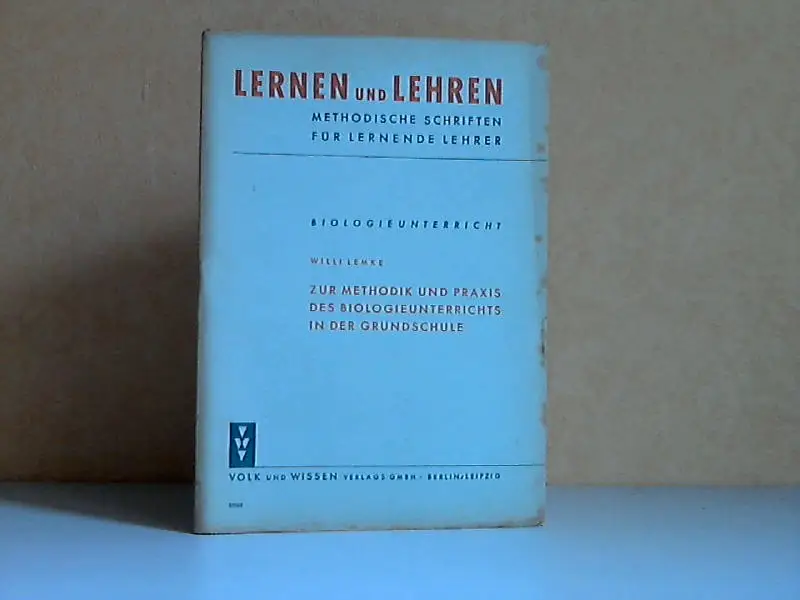 LERNEN UND LEHREN
METHODISCHE SCHRIFTEN
FÜR LERNENDE LEHRER
BIOLOGIEUNTERRICHT
WILLI LEMKE
ZUR METHODIK UND PRAXIS
DES BIOLOGIEUNTERRICHTS
IN DER GRUNDSCHULE
VOLK UND WISSEN VERLAGS GMBH · BERLIN/LEIPZIG